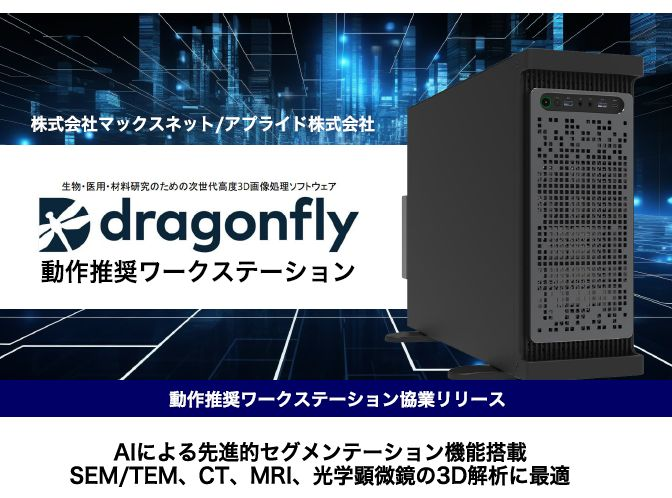 株式会社マックスネット/アプライド株式会社
生物・医用・材料研究のための次世代高度3D画像処理ソフトウェア
dragonfly
動作推奨ワークステーション
動作推奨ワークステーション協業リリース
AIによる先進的セグメンテーション機能搭載
SEM/TEM、CT、MRI、光学顕微鏡の3D解析に最適